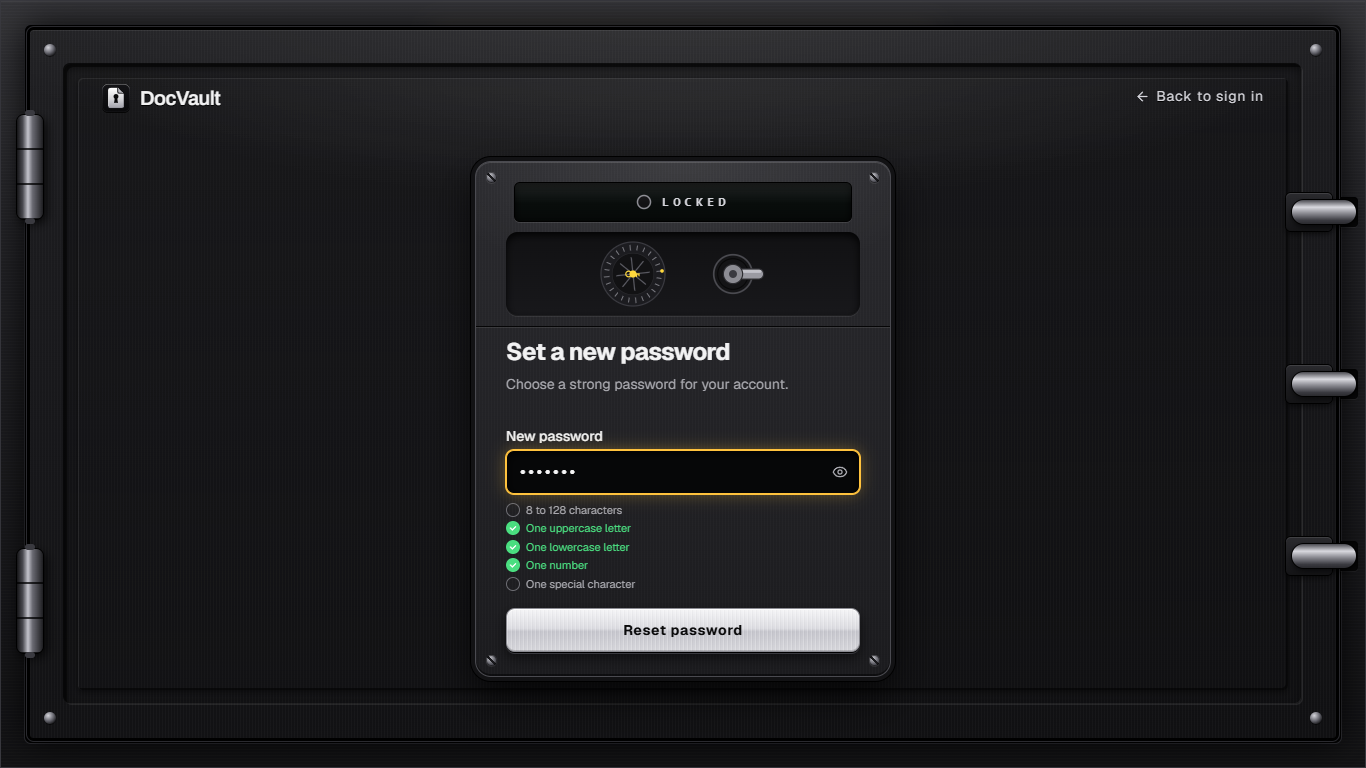 DocVault
← Back to sign in
LOCKED
Set a new password
Choose a strong password for your account.
New password
•••••••
8 to 128 characters
One uppercase letter
One lowercase letter
One number
One special character
Reset password